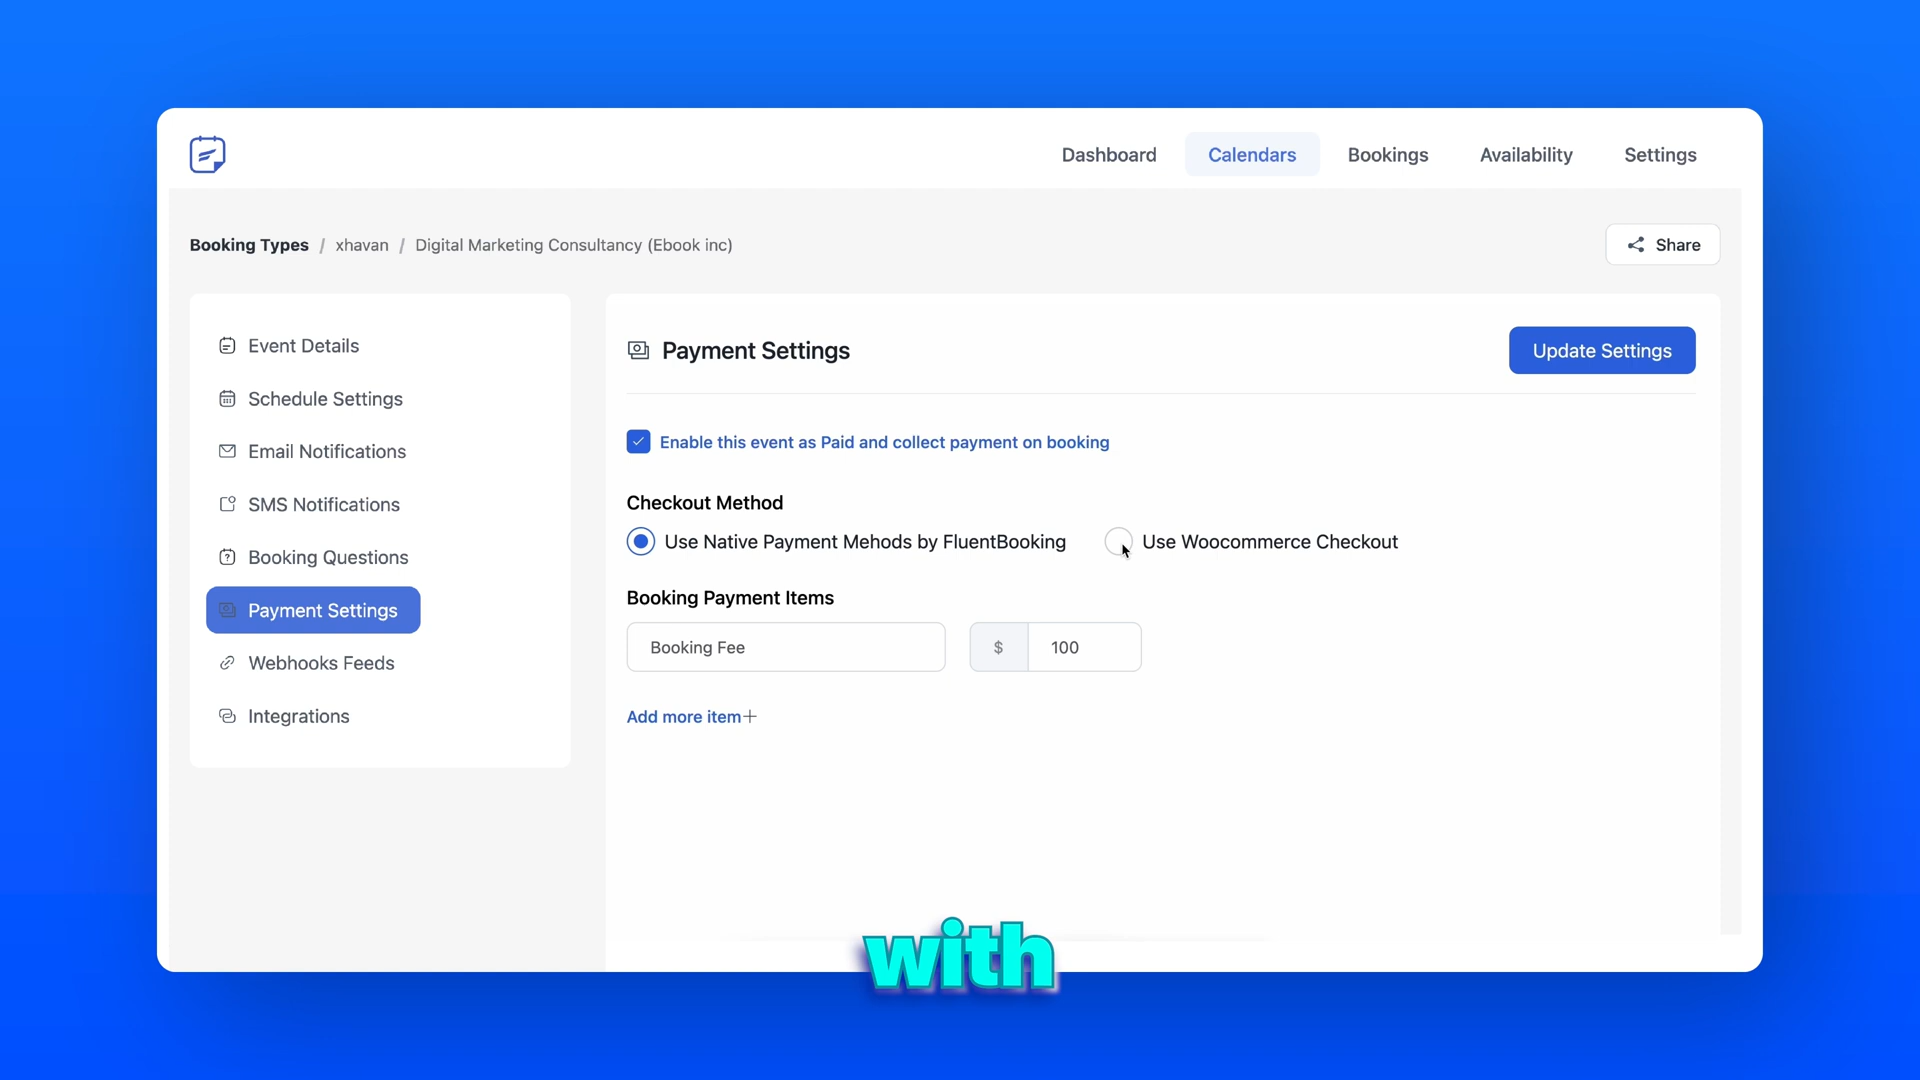 Dashboard
Calendars
Bookings
Availability
Settings
Booking Types / xhavan / Digital Marketing Consultancy (Ebook inc)
Share
Event Details
Schedule Settings
Email Notifications
SMS Notifications
Booking Questions
Payment Settings
Webhooks Feeds
Integrations
Payment Settings
Update Settings
Enable this event as Paid and collect payment on booking
Checkout Method
Use Native Payment Mehods by FluentBooking
Use Woocommerce Checkout
Booking Payment Items
Booking Fee
$ 100
Add more item+
with